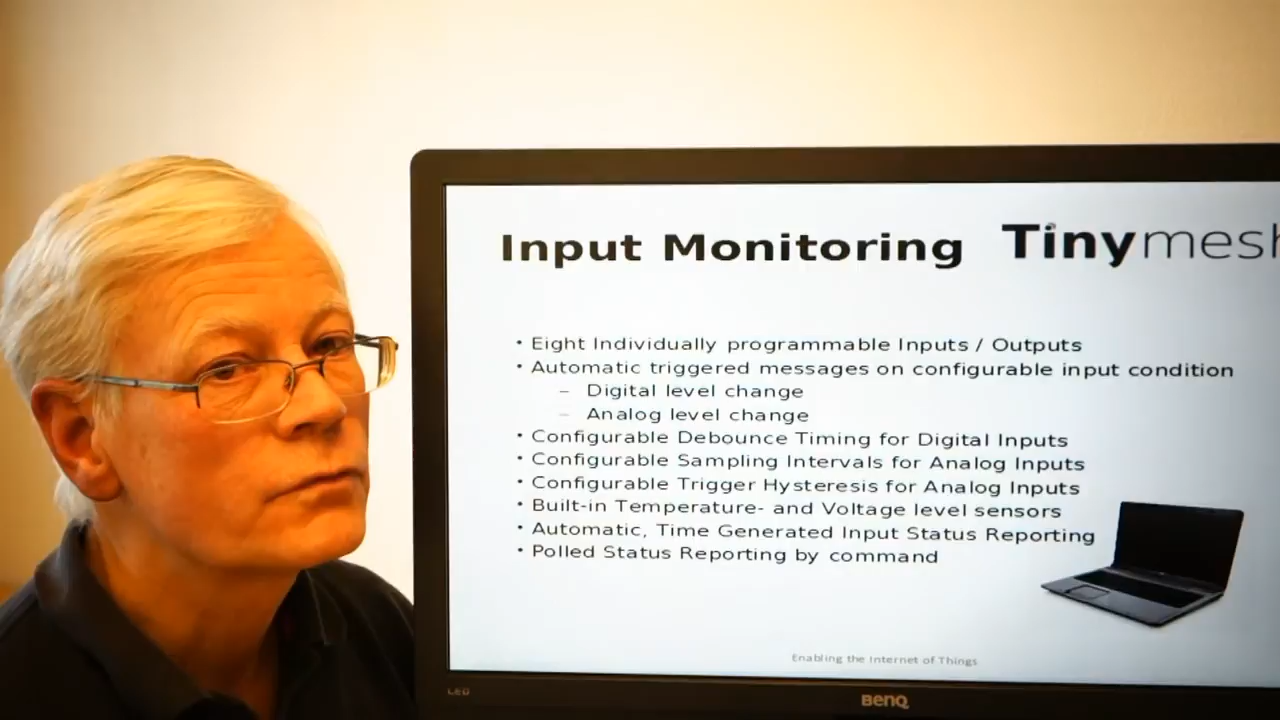 Input Monitoring Tinymesh
• Eight Individually programmable Inputs / Outputs
• Automatic triggered messages on configurable input condition
– Digital level change
– Analog level change
• Configurable Debounce Timing for Digital Inputs
• Configurable Sampling Intervals for Analog Inputs
• Configurable Trigger Hysteresis for Analog Inputs
• Built-in Temperature- and Voltage level sensors
• Automatic, Time Generated Input Status Reporting
• Polled Status Reporting by command
Enabling the Internet of Things
LED
BenQ